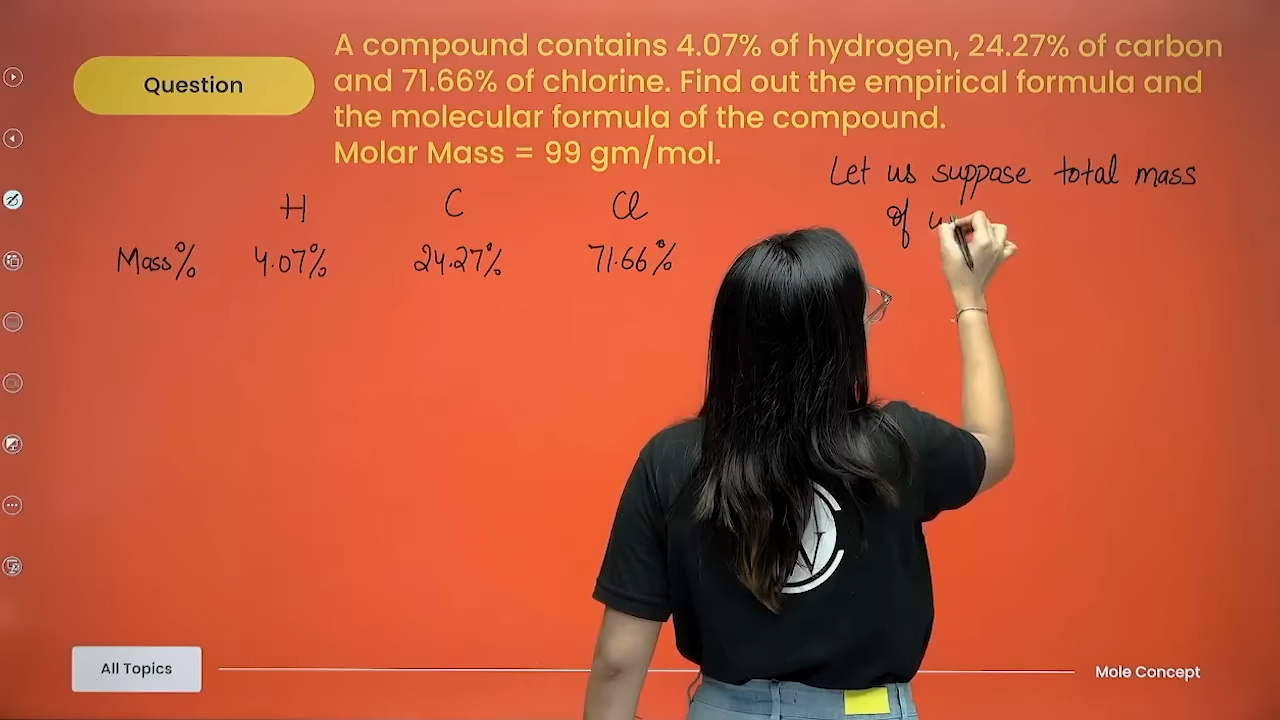 A compound contains 4.07% of hydrogen, 24.27% of carbon
Question
and 71.66% of chlorine. Find out the empirical formula and
the molecular formula of the compound.
Molar Mass = 99 gm/mol.
Let us suppose total mass
of
H C Cl
Mass% 4.07% 24.27% 71.66%
All Topics
Mole Concept